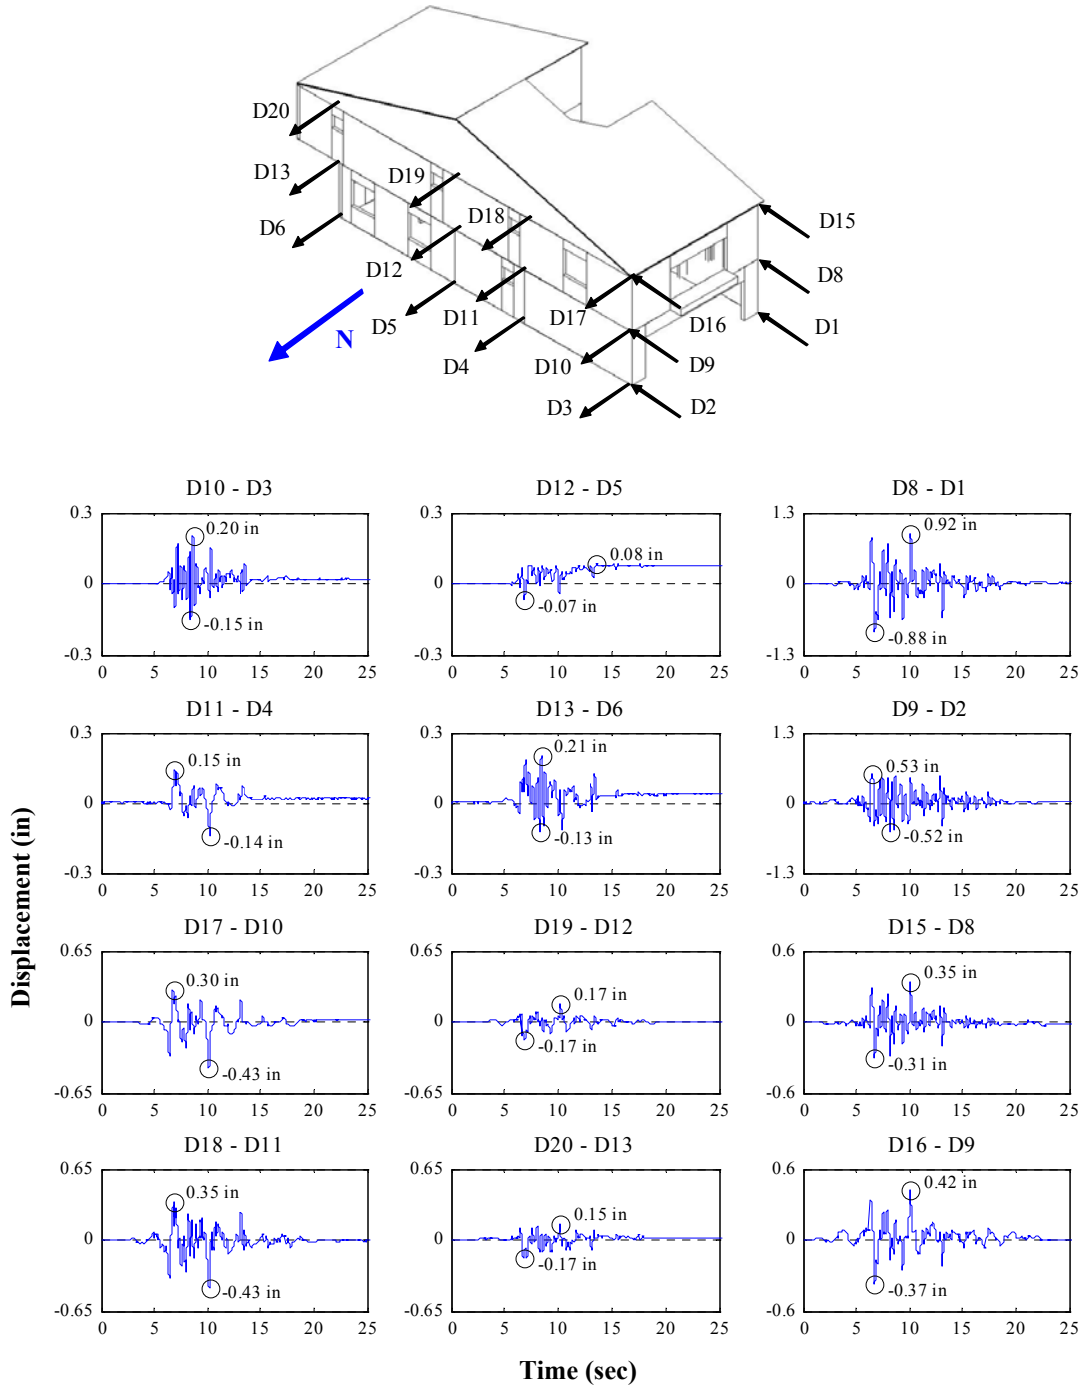 D20
D13
D19
D6
D18
D15
D12
D8
D5
D11
D17
D16
D1
N
D4
D10
D9
D3
D2
D10 - D3
D12 - D5
D8 - D1
0.3
0
-0.3
0.20 in
-0.15 in
0 5 10 15 20 25
0.3
0
-0.3
0.08 in
-0.07 in
0 5 10 15 20 25
1.3
0
-1.3
0.92 in
-0.88 in
0 5 10 15 20 25
D11 - D4
D13 - D6
D9 - D2
0.3
0
-0.3
0.15 in
-0.14 in
0 5 10 15 20 25
0.3
0
-0.3
0.21 in
-0.13 in
0 5 10 15 20 25
1.3
0
-1.3
0.53 in
-0.52 in
0 5 10 15 20 25
D17 - D10
D19 - D12
D15 - D8
0.65
0
-0.65
0.30 in
-0.43 in
0 5 10 15 20 25
0.65
0
-0.65
0.17 in
-0.17 in
0 5 10 15 20 25
0.6
0
-0.6
0.35 in
-0.31 in
0 5 10 15 20 25
D18 - D11
D20 - D13
D16 - D9
0.65
0
-0.65
0.35 in
-0.43 in
0 5 10 15 20 25
0.65
0
-0.65
0.15 in
-0.17 in
0 5 10 15 20 25
0.6
0
-0.6
0.42 in
-0.37 in
0 5 10 15 20 25
Displacement (in)
Time (sec)